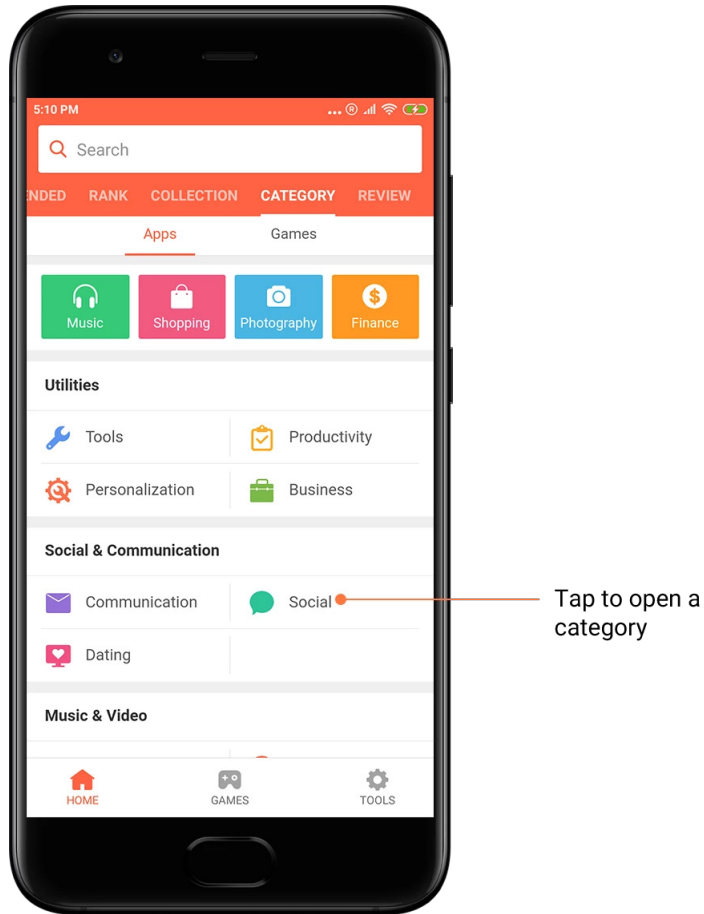 5:10 PM
Search
NDED RANK COLLECTION CATEGORY REVIEW
Apps Games
Music Shopping Photography Finance
Utilities
Tools Productivity
Personalization Business
Social & Communication
Communication Social
Tap to open a
category
Dating
Music & Video
HOME GAMES TOOLS